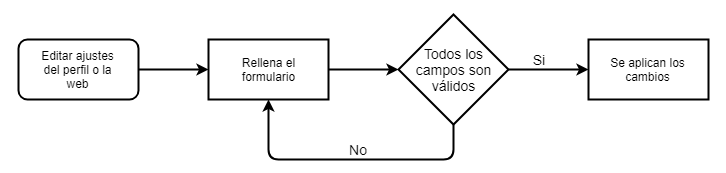 Editar ajustes
del perfil o la
web
Rellena el
formulario
Todos los
campos son
válidos
Si
Se aplican los
cambios
No